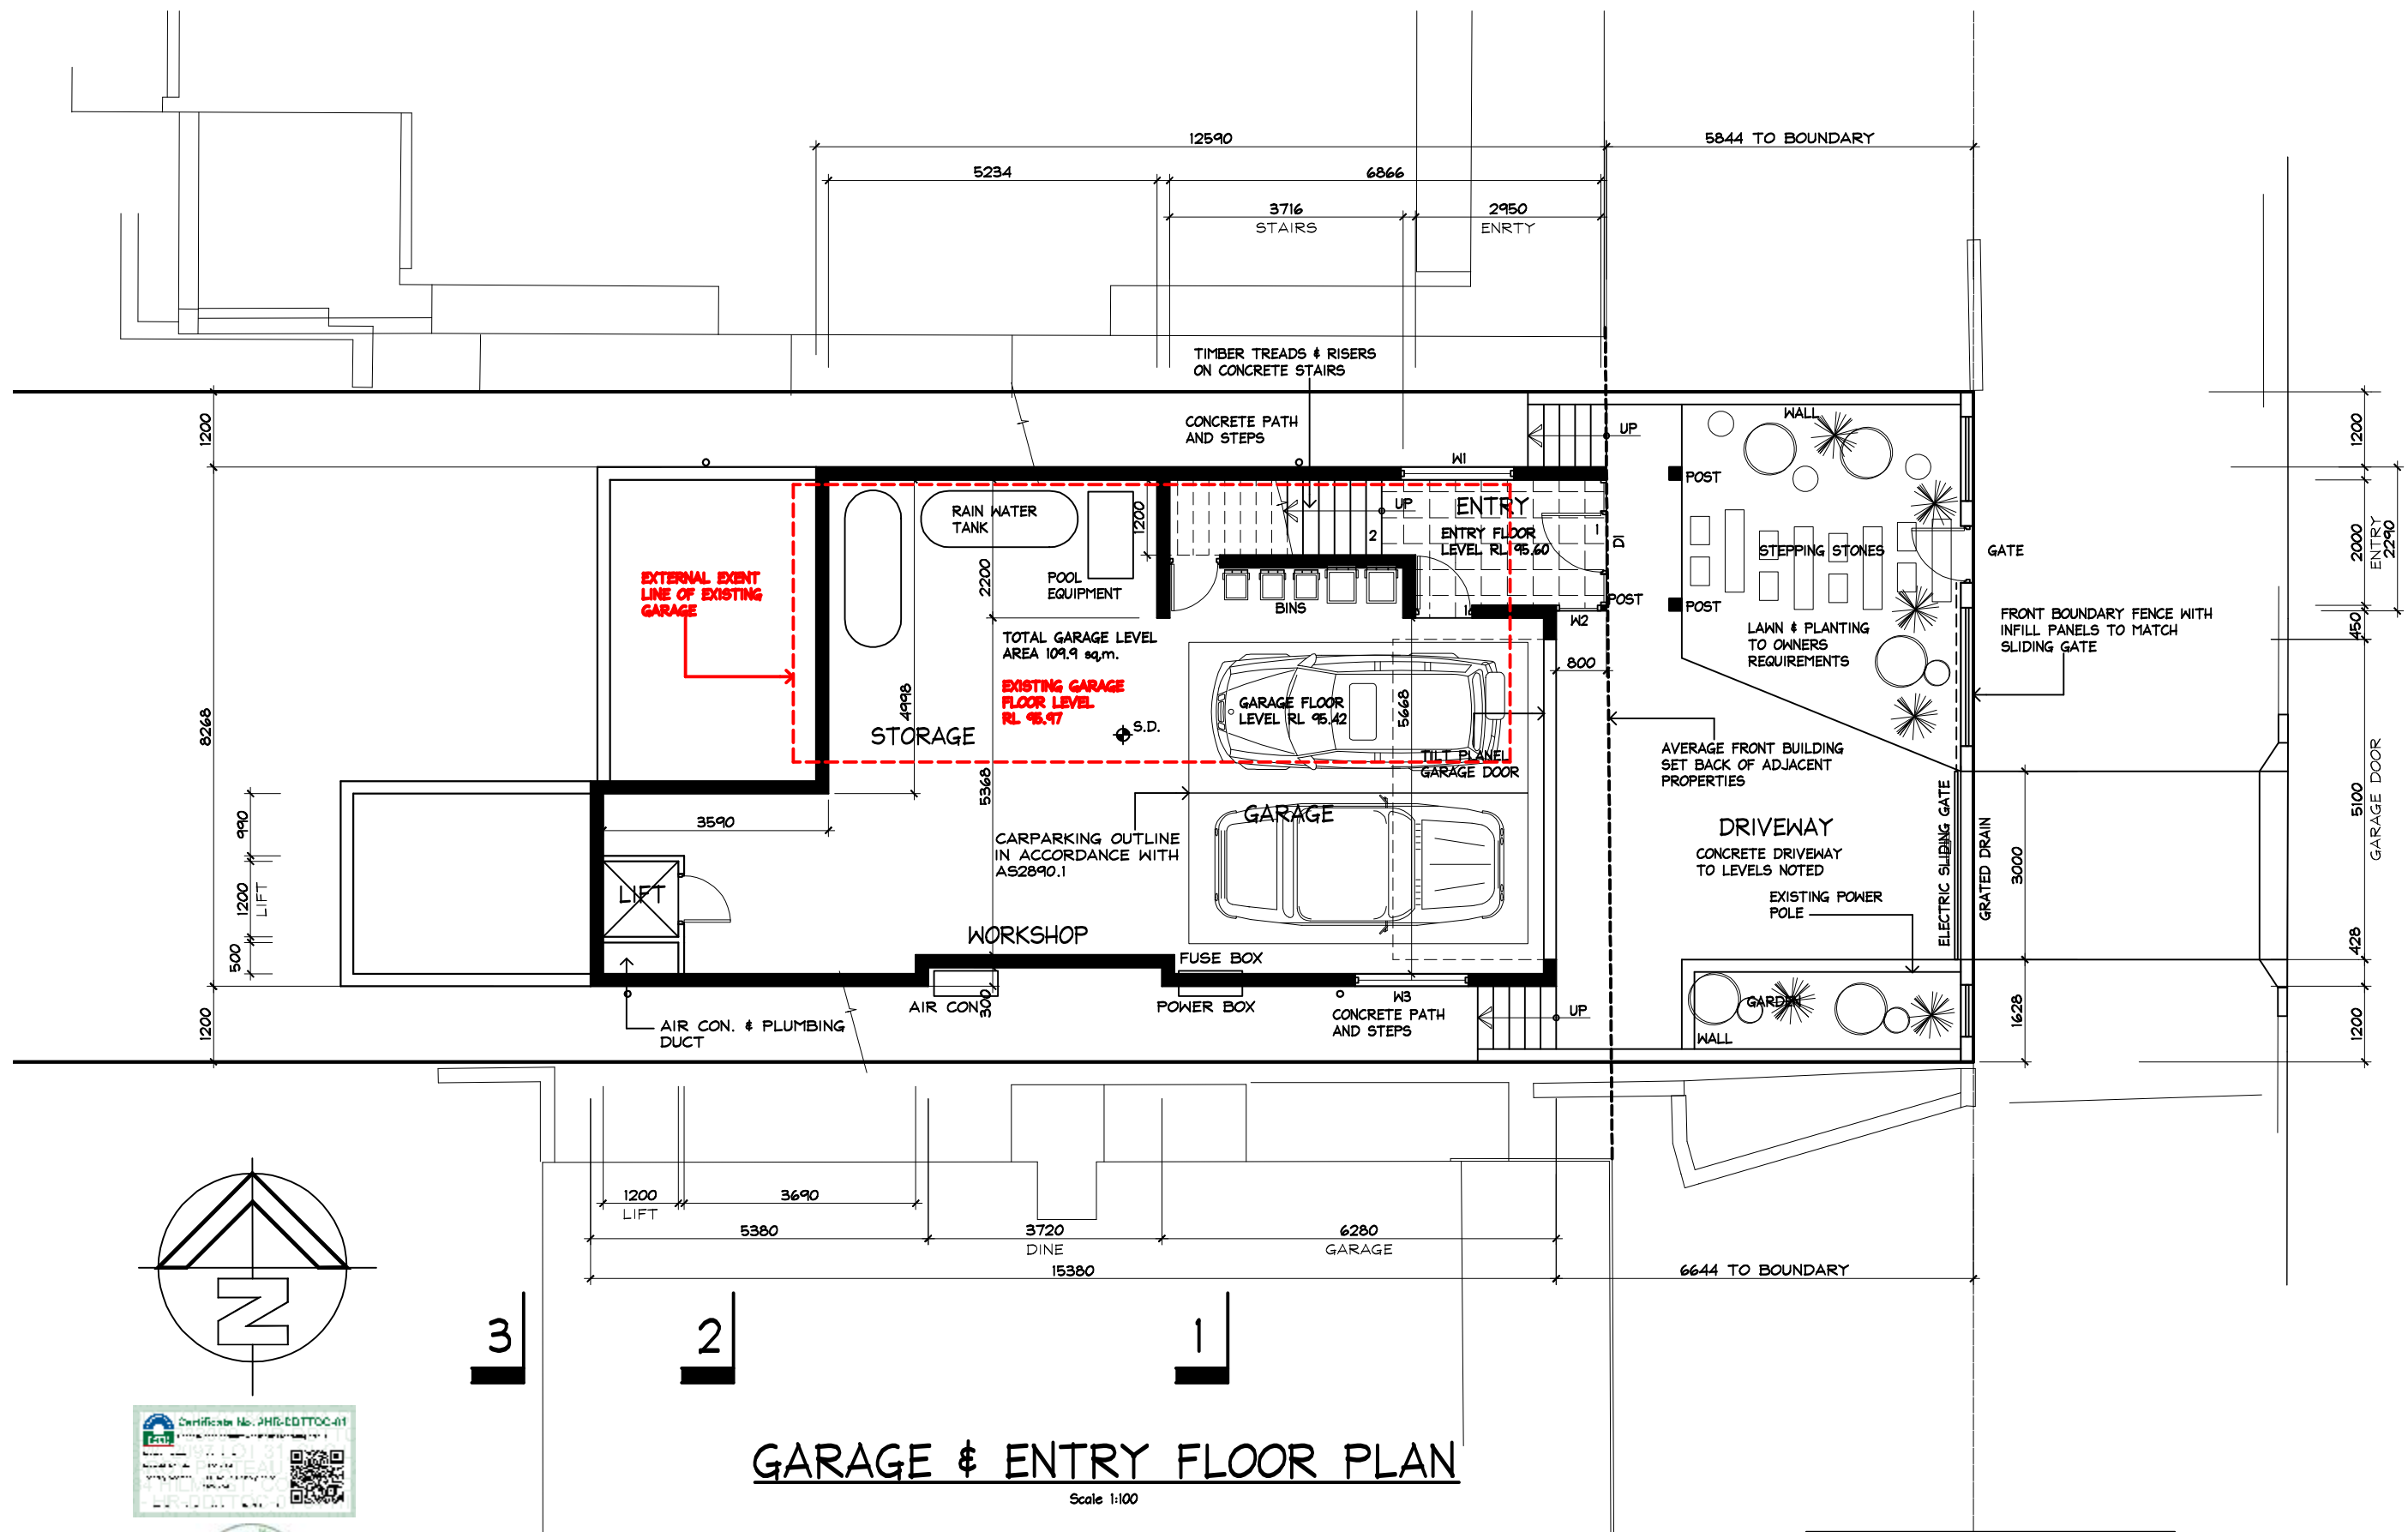 12590
5844 TO BOUNDARY
5234
6866
3716
STAIRS
2950
ENRTY
TIMBER TREADS & RISERS
ON CONCRETE STAIRS
CONCRETE PATH
AND STEPS
1200
8268
1200
990
1200
LIFT
500
UP
WALL
POST
POST
POST
W1
ENTRY
UP
2
ENTRY FLOOR
LEVEL RL 95.60
1
D1
RAIN WATER
TANK
1200
2200
POOL
EQUIPMENT
BINS
W2
STEPPING STONES
GATE
LAWN & PLANTING
TO OWNERS
REQUIREMENTS
FRONT BOUNDARY FENCE WITH
INFILL PANELS TO MATCH
SLIDING GATE
EXTERNAL EXENT
LINE OF EXISTING
GARAGE
TOTAL GARAGE LEVEL
AREA 109.9 sq,m.
EXISTING GARAGE
FLOOR LEVEL
RL 95.97
800
4998
5668
GARAGE FLOOR
LEVEL RL 95.42
STORAGE
S.D.
TILT PLANEL
GARAGE DOOR
AVERAGE FRONT BUILDING
SET BACK OF ADJACENT
PROPERTIES
5368
3590
GARAGE
CARPARKING OUTLINE
IN ACCORDANCE WITH
AS2890.1
DRIVEWAY
CONCRETE DRIVEWAY
TO LEVELS NOTED
EXISTING POWER
POLE
ELECTRIC SLIDING GATE
GRATED DRAIN
3000
1628
1200
2000
ENTRY
2290
450
5100
GARAGE DOOR
428
1200
LIFT
WORKSHOP
FUSE BOX
AIR CON.
300
POWER BOX
W3
CONCRETE PATH
AND STEPS
UP
GARDEN
WALL
AIR CON. & PLUMBING
DUCT
1200
LIFT
3690
5380
3720
DINE
6280
GARAGE
15380
6644 TO BOUNDARY
N
3
2
1
GARAGE & ENTRY FLOOR PLAN
Scale 1:100
Certificate No.